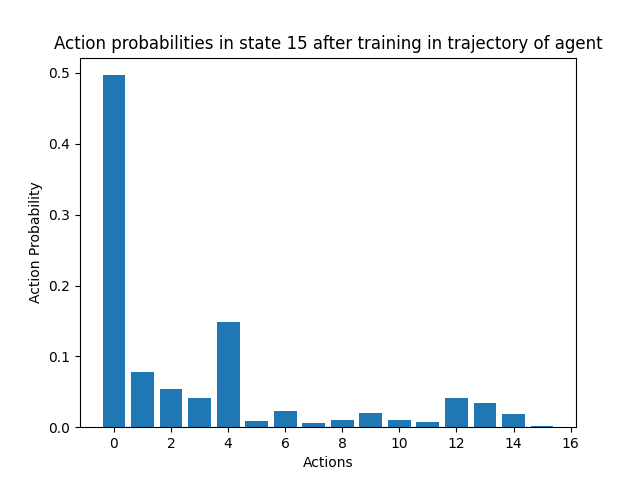 Action probabilities in state 15 after training in trajectory of agent
0.5
0.4
0.3
0.2
0.1
0.0
Action Probability
0 2 4 6 8 10 12 14 16
Actions